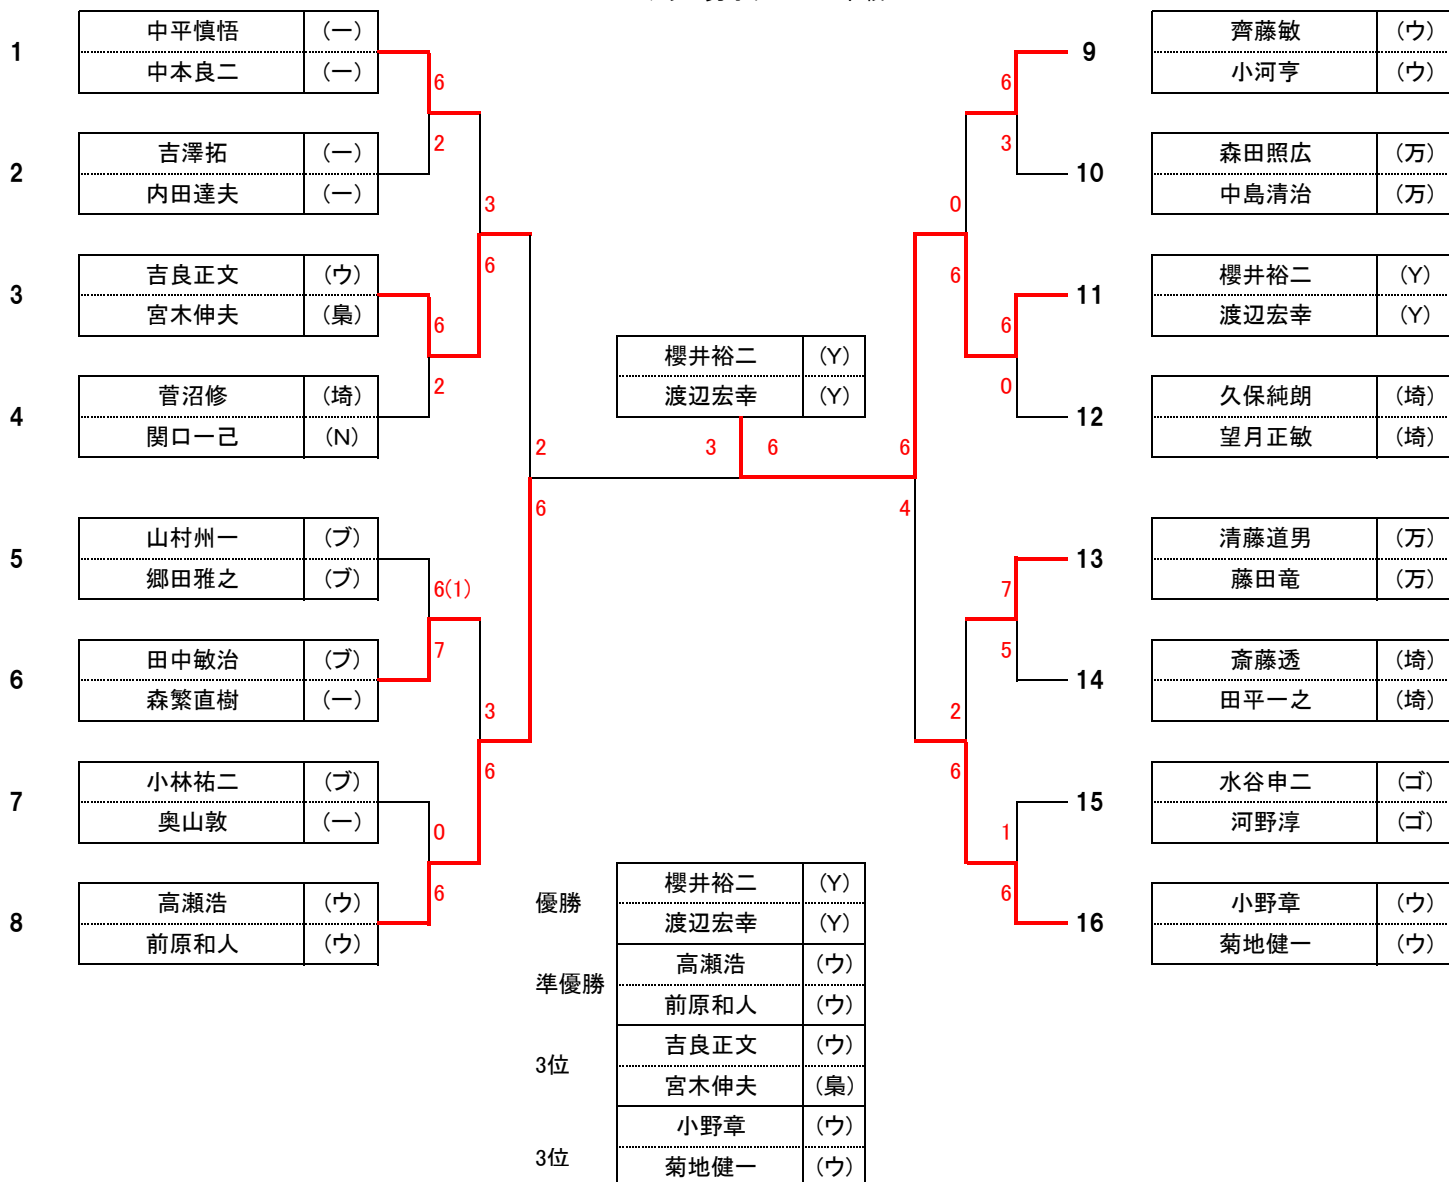 1
中平慎悟 (一)
中本良二 (一)
2
吉澤拓 (一)
内田達夫 (一)
3
吉良正文 (ウ)
宮木伸夫 (梟)
4
菅沼修 (埼)
関口一己 (N)
5
山村州一 (ブ)
郷田雅之 (ブ)
6
田中敏治 (ブ)
森繁直樹 (一)
7
小林祐二 (ブ)
奥山敦 (一)
8
高瀬浩 (ウ)
前原和人 (ウ)
6
2
3
6
6
2
2
6
6(1)
7
3
6
0
6
櫻井裕二 (Y)
渡辺宏幸 (Y)
3 6
6
3
0
6
6
0
6
4
7
5
2
6
1
6
9
齊藤敏 (ウ)
小河亨 (ウ)
10
森田照広 (万)
中島清治 (万)
11
櫻井裕二 (Y)
渡辺宏幸 (Y)
12
久保純朗 (埼)
望月正敏 (埼)
13
清藤道男 (万)
藤田竜 (万)
14
斎藤透 (埼)
田平一之 (埼)
15
水谷申二 (ゴ)
河野淳 (ゴ)
16
小野章 (ウ)
菊地健一 (ウ)
優勝
櫻井裕二 (Y)
渡辺宏幸 (Y)
準優勝
高瀬浩 (ウ)
前原和人 (ウ)
3位
吉良正文 (ウ)
宮木伸夫 (梟)
3位
小野章 (ウ)
菊地健一 (ウ)